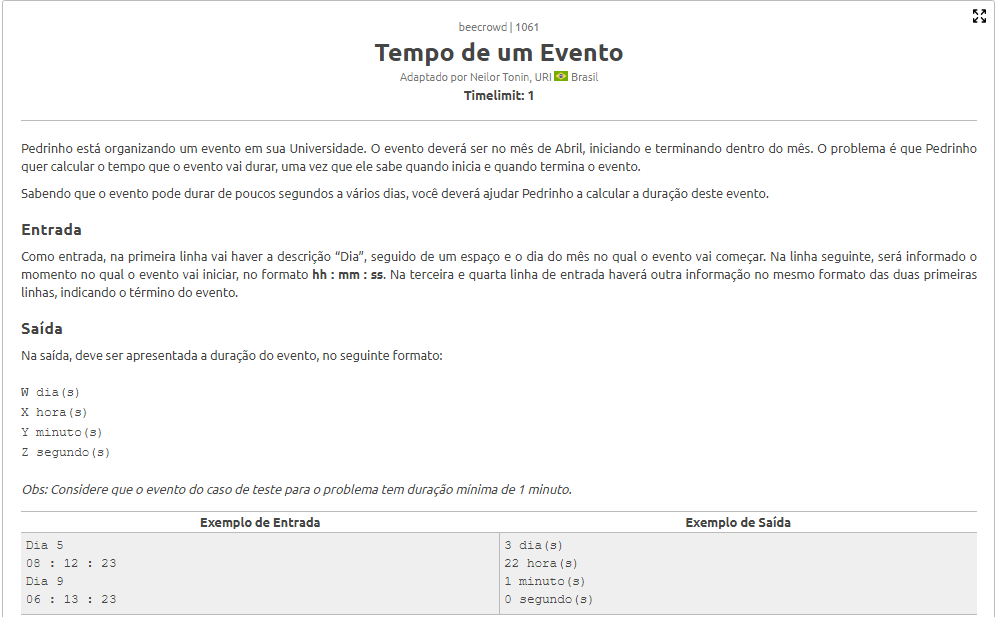 beecrowd | 1061
Tempo de um Evento
Adaptado por Neilor Tonin, URI Brasil
Timelimit: 1
Pedrinho está organizando um evento em sua Universidade. O evento deverá ser no mês de Abril, iniciando e terminando dentro do mês. O problema é que Pedrinho
quer calcular o tempo que o evento vai durar, uma vez que ele sabe quando inicia e quando termina o evento.
Sabendo que o evento pode durar de poucos segundos a vários dias, você deverá ajudar Pedrinho a calcular a duração deste evento.
Entrada
Como entrada, na primeira linha vai haver a descrição “Dia”, seguido de um espaço e o dia do mês no qual o evento vai começar. Na linha seguinte, será informado o
momento no qual o evento vai iniciar, no formato hh : mm : ss. Na terceira e quarta linha de entrada haverá outra informação no mesmo formato das duas primeiras
linhas, indicando o término do evento.
Saída
Na saída, deve ser apresentada a duração do evento, no seguinte formato:
W dia(s)
X hora(s)
Y minuto(s)
Z segundo(s)
Obs: Considere que o evento do caso de teste para o problema tem duração mínima de 1 minuto.
Exemplo de Entrada
Exemplo de Saída
Dia 5
08 : 12 : 23
Dia 9
06 : 13 : 23
3 dia(s)
22 hora(s)
1 minuto(s)
0 segundo(s)